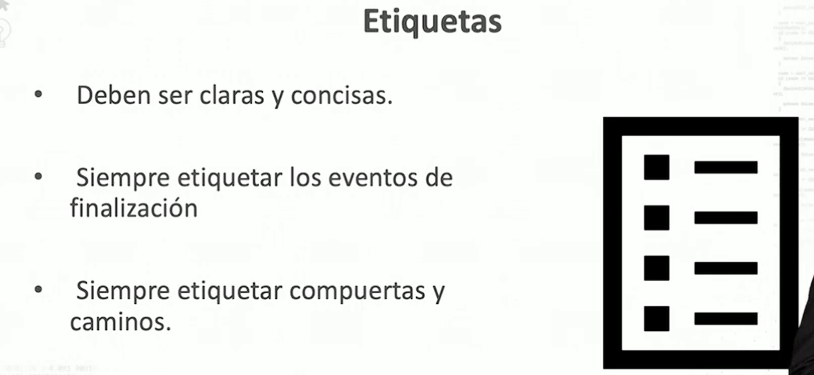 Etiquetas
• Deben ser claras y concisas.
• Siempre etiquetar los eventos de
finalización
• Siempre etiquetar compuertas y
caminos.